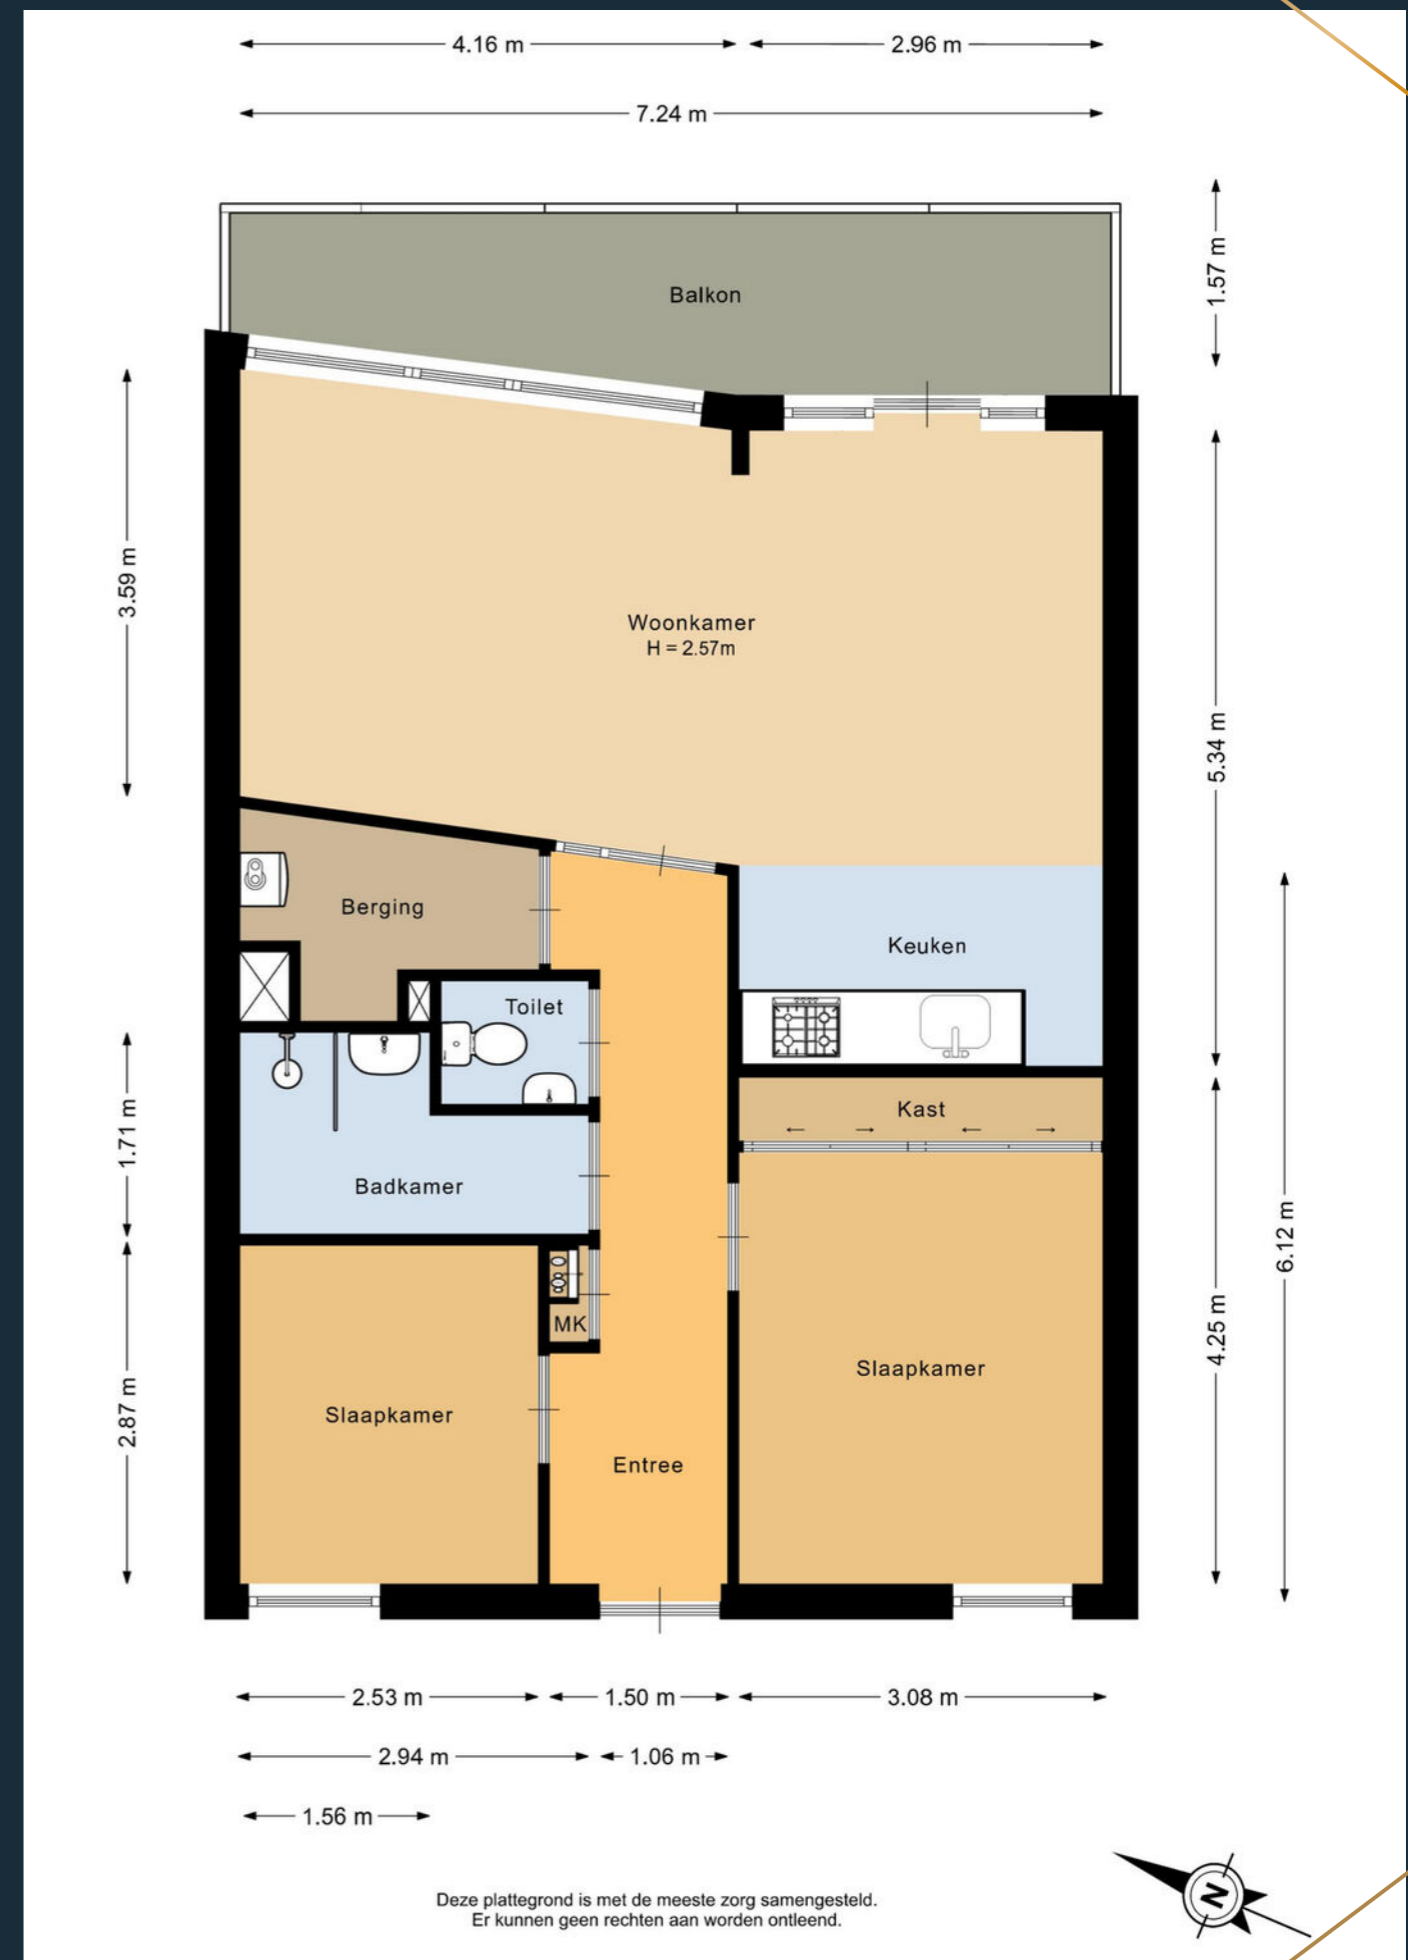 4.16 m
2.96 m
7.24 m
Balkon
1.57 m
Woonkamer
H = 2.57m
3.59 m
5.34 m
Berging
Keuken
Toilet
Kast
1.71 m
Badkamer
6.12 m
MK
4.25 m
Slaapkamer
2.87 m
Slaapkamer
Entree
2.53 m
1.50 m
3.08 m
2.94 m
1.06 m
1.56 m
N
Deze plattegrond is met de meeste zorg samengesteld.
Er kunnen geen rechten aan worden ontleend.